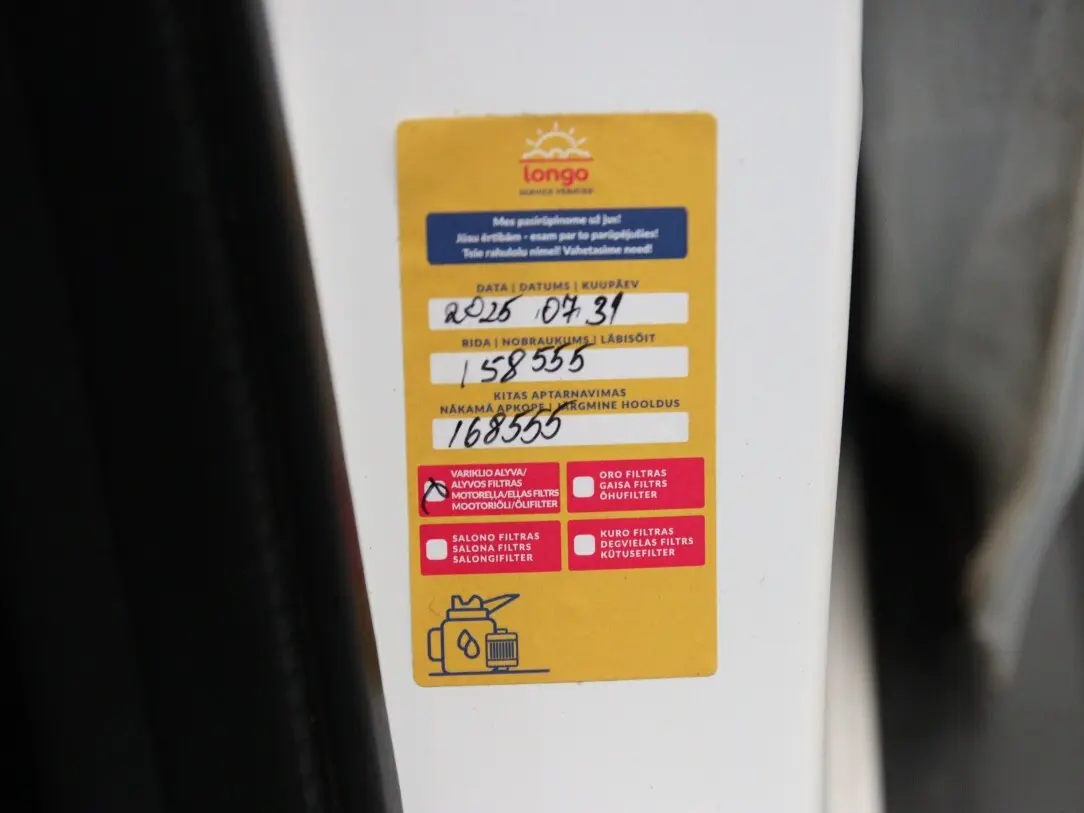 longo
Mes pasirūpinome už jus!
Jūsu ērtībām - esam par to parūpējušies!
Teie rahulolu nimel! Vahetasime need!
DATA | DATUMS | KUUPÄEV
2025 .07.31
RIDA | NOBRAUKUMS | LÄBISÕIT
158555
KITAS APTARNAVIMAS
NĀKAMĀ APKOPE | JÄRGMINE HOOLDUS
168555
VARIKLIO ALYVA/
ALYVOS FILTRAS
MOTOREĻĻA/EĻĻAS FILTRS
MOOTORIÕLI/ÕLIFILTER
ORO FILTRAS
GAISA FILTRS
ÕHUFILTER
SALONO FILTRAS
SALONA FILTRS
SALONGIFILTER
KURO FILTRAS
DEGVIELAS FILTRS
KÜTUSEFILTER